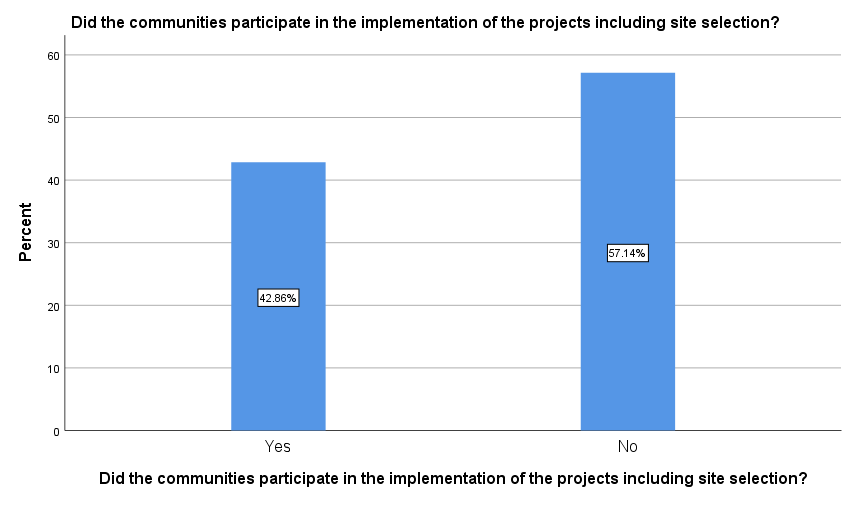 Did the communities participate in the implementation of the projects including site selection?
60
50
40
30
20
10
0
Percent
42.86%
57.14%
Yes
No
Did the communities participate in the implementation of the projects including site selection?